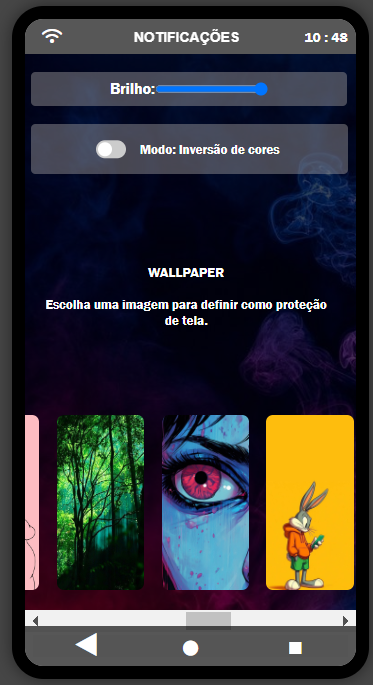 NOTIFICAÇÕES 10 : 48
Brilho:
Modo: Inversão de cores
WALLPAPER
Escolha uma imagem para definir como proteção
de tela.